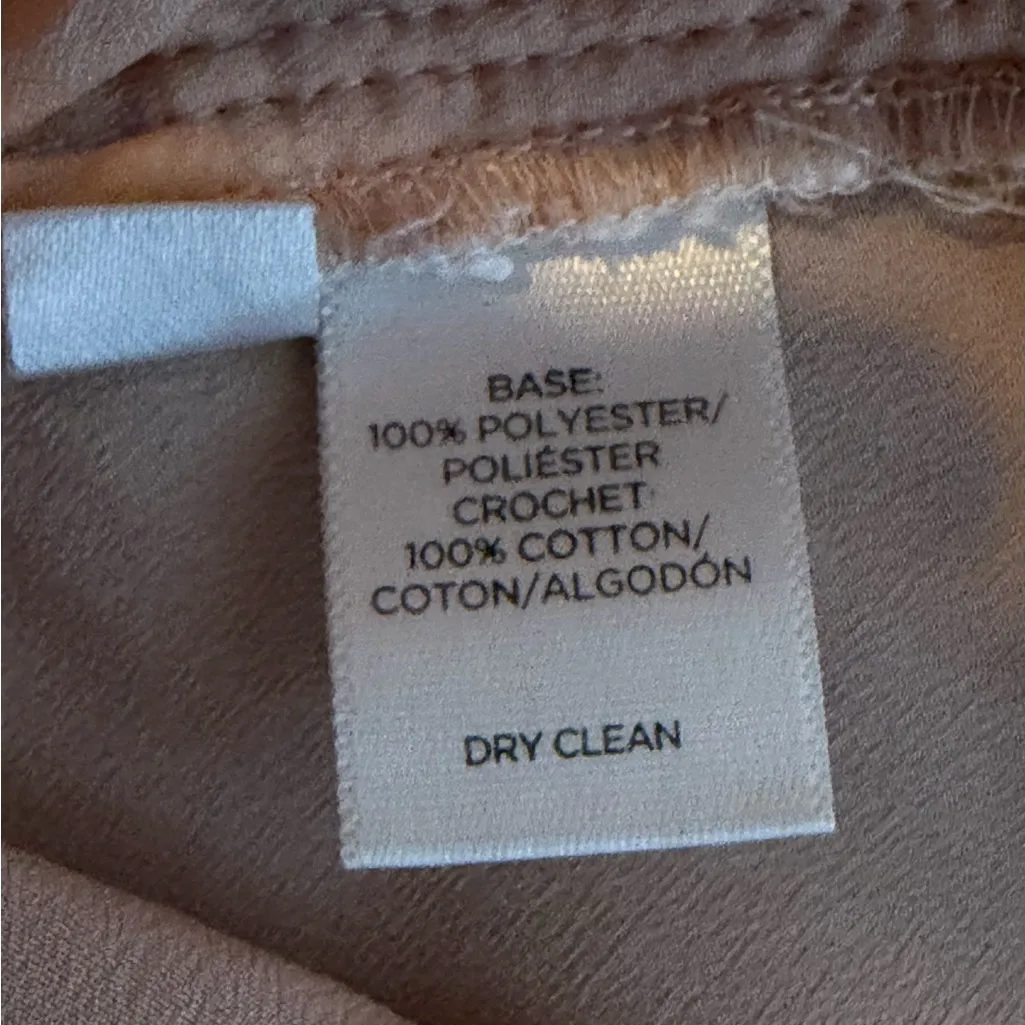 BASE:
100% POLYESTER/
POLIÉSTER
CROCHET:
100% COTTON/
COTON/ALGODÓN
DRY CLEAN